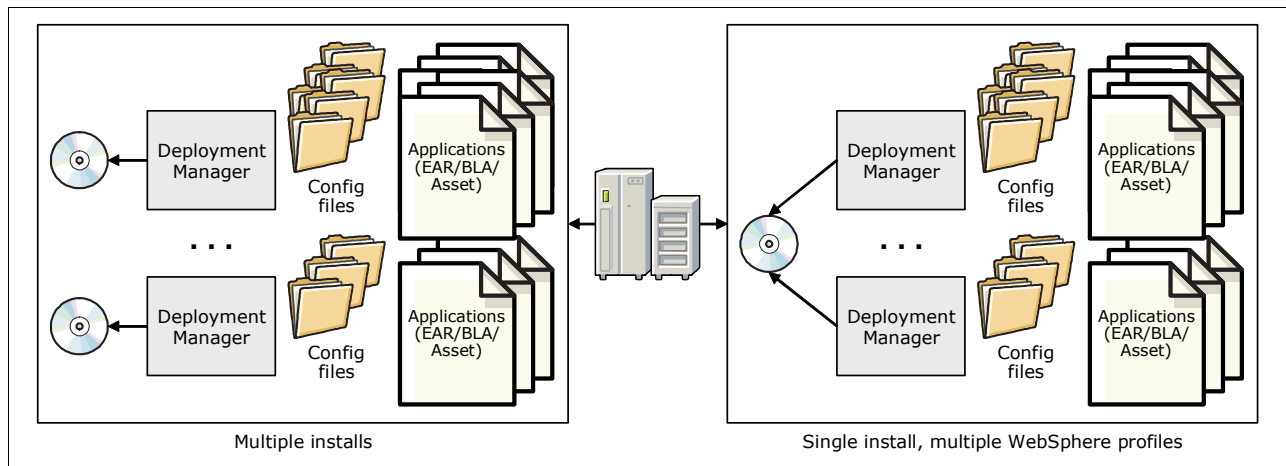 Deployment
Manager
Config
files
Applications
(EAR/BLA/
Asset)
. . .
Deployment
Manager
Config
files
Applications
(EAR/BLA/
Asset)
Multiple installs
Deployment
Manager
Config
files
Applications
(EAR/BLA/
Asset)
. . .
Deployment
Manager
Config
files
Applications
(EAR/BLA/
Asset)
Single install, multiple WebSphere profiles